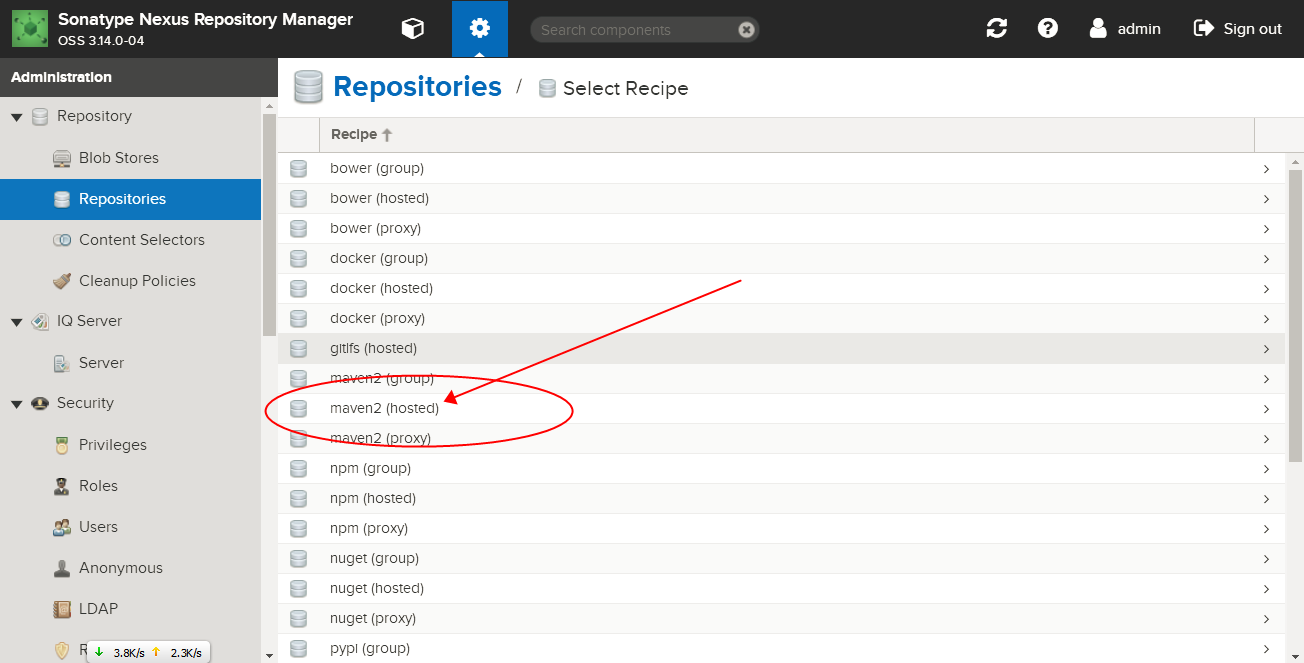 Sonatype Nexus Repository Manager
OSS 3.14.0-04
Search components
admin
Sign out
Administration
Repository
Blob Stores
Repositories
Content Selectors
Cleanup Policies
IQ Server
Server
Security
Privileges
Roles
Users
Anonymous
LDAP
3.8K/s
2.3K/s
Repositories / Select Recipe
Recipe
bower (group)
bower (hosted)
bower (proxy)
docker (group)
docker (hosted)
docker (proxy)
gitlfs (hosted)
maven2 (group)
maven2 (hosted)
maven2 (proxy)
npm (group)
npm (hosted)
npm (proxy)
nuget (group)
nuget (hosted)
nuget (proxy)
pypi (group)